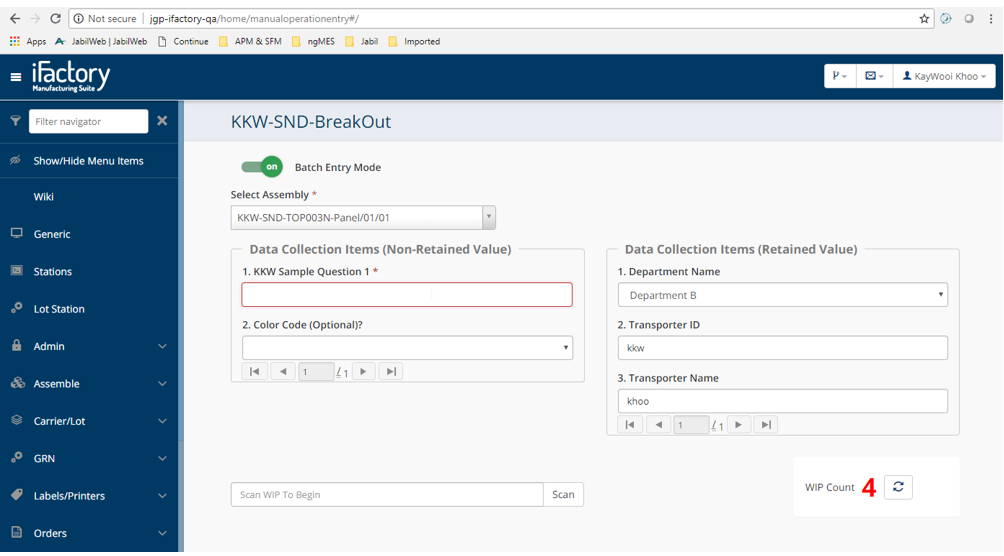 Not secure | jgp-ifactory-qa/home/manualoperationentry#/
Apps JabilWeb | JabilWeb Continue APM & SFM ngMES Jabil Imported
iFactory
Manufacturing Suite
KayWooi Khoo
Filter navigator
KKW-SND-BreakOut
Show/Hide Menu Items
on Batch Entry Mode
Wiki
Select Assembly *
KKW-SND-TOP003N-Panel/01/01
Generic
Stations
Lot Station
Admin
Assemble
Carrier/Lot
GRN
Labels/Printers
Orders
Data Collection Items (Non-Retained Value)
1. KKW Sample Question 1 *
2. Color Code (Optional)?
1 / 1
Data Collection Items (Retained Value)
1. Department Name
Department B
2. Transporter ID
kkw
3. Transporter Name
khoo
1 / 1
Scan WIP To Begin Scan
WIP Count 4